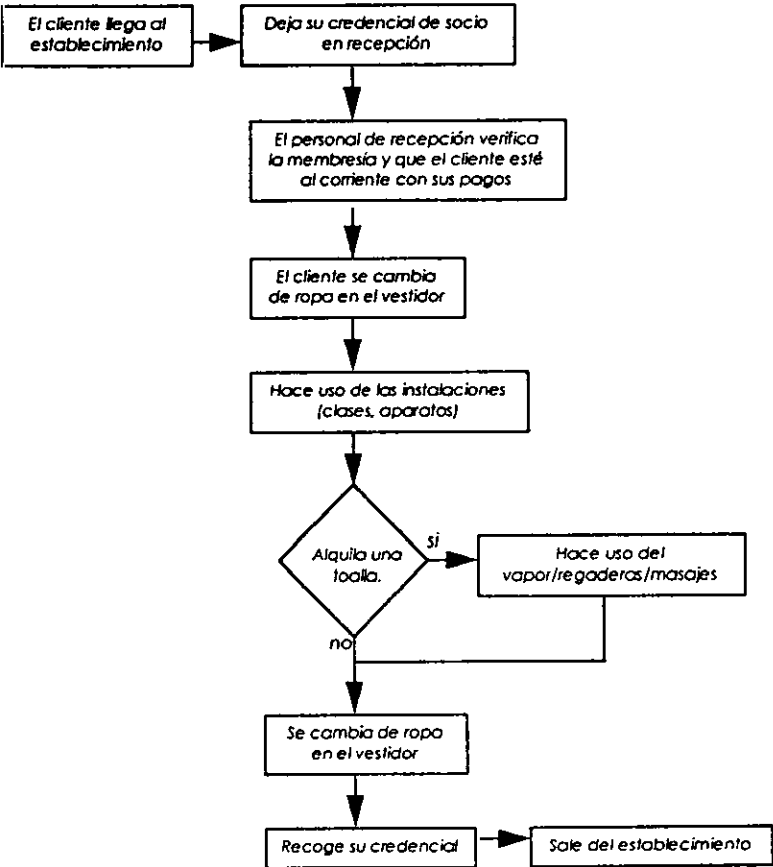 El cliente llega al
establecimiento
Deja su credencial de socio
en recepción
El personal de recepción verifica
la membresía y que el cliente esté
al corriente con sus pagos
El cliente se cambia
de ropa en el vestidor
Hace uso de las instalaciones
(clases, aparatos)
Alquila una
toalla.
si
Hace uso del
vapor/regaderas/masajes
no
Se cambia de ropa
en el vestidor
Recoge su credencial
Sale del establecimiento